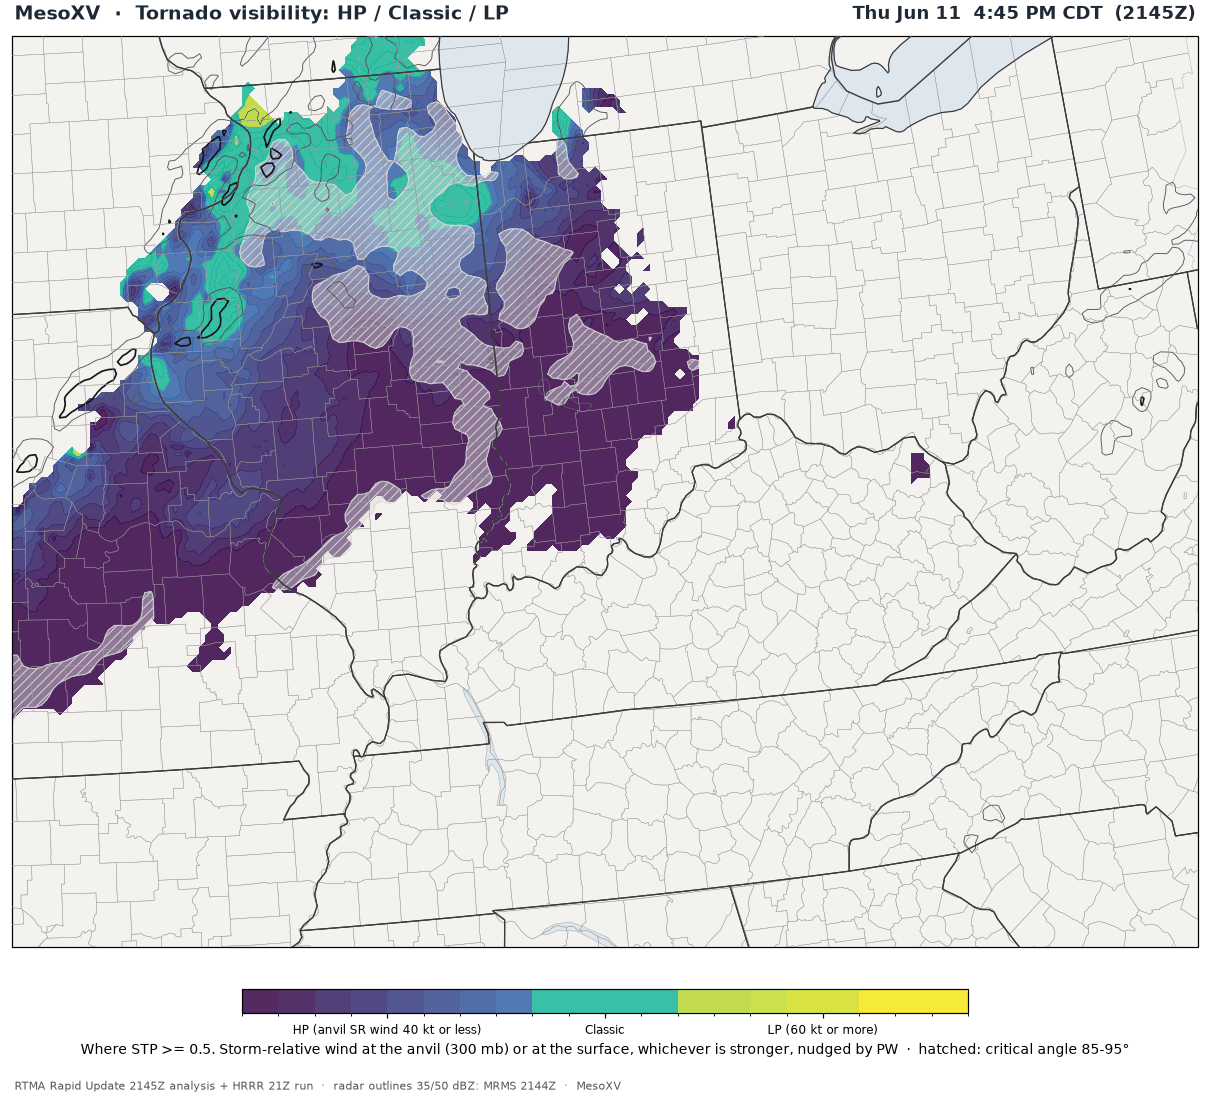 MesoXV · Tornado visibility: HP / Classic / LP
Thu Jun 11 4:45 PM CDT (2145Z)
HP (anvil SR wind 40 kt or less)
Classic
LP (60 kt or more)
Where STP >= 0.5. Storm-relative wind at the anvil (300 mb) or at the surface, whichever is stronger, nudged by PW · hatched: critical angle 85-95°
RTMA Rapid Update 2145Z analysis + HRRR 21Z run · radar outlines 35/50 dBZ: MRMS 2144Z · MesoXV